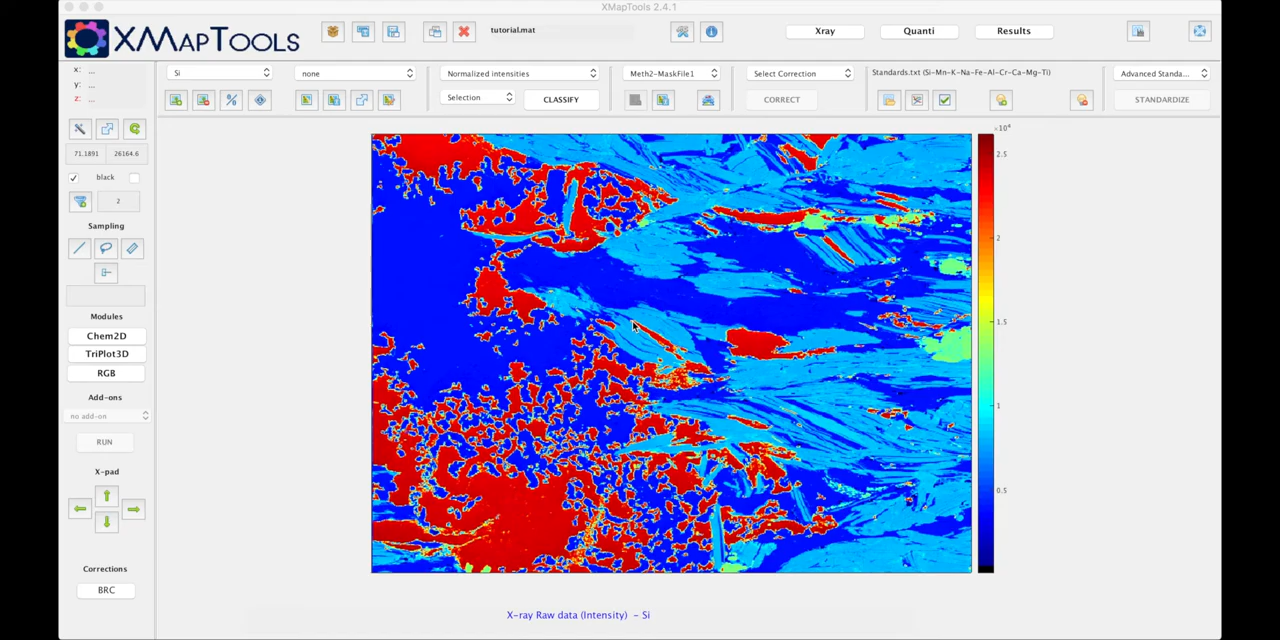 XMapTools 2.4.1
XMAPTOOLS
tutorial.mat
Xray
Quanti
Results
x: ...
y: ...
z: ...
Si
none
Normalized intensities
Meth2-MaskFile1
Select Correction
Standards.txt (Si-Mn-K-Na-Fe-Al-Cr-Ca-Mg-Ti)
Advanced Standa...
Selection
CLASSIFY
CORRECT
STANDARDIZE
71.1891
26164.6
black
2
Sampling
Modules
Chem2D
TriPlot3D
RGB
Add-ons
no add-on
RUN
X-pad
Corrections
BRC
×10⁴
2.5
2
1.5
1
0.5
X-ray Raw data (Intensity) - Si